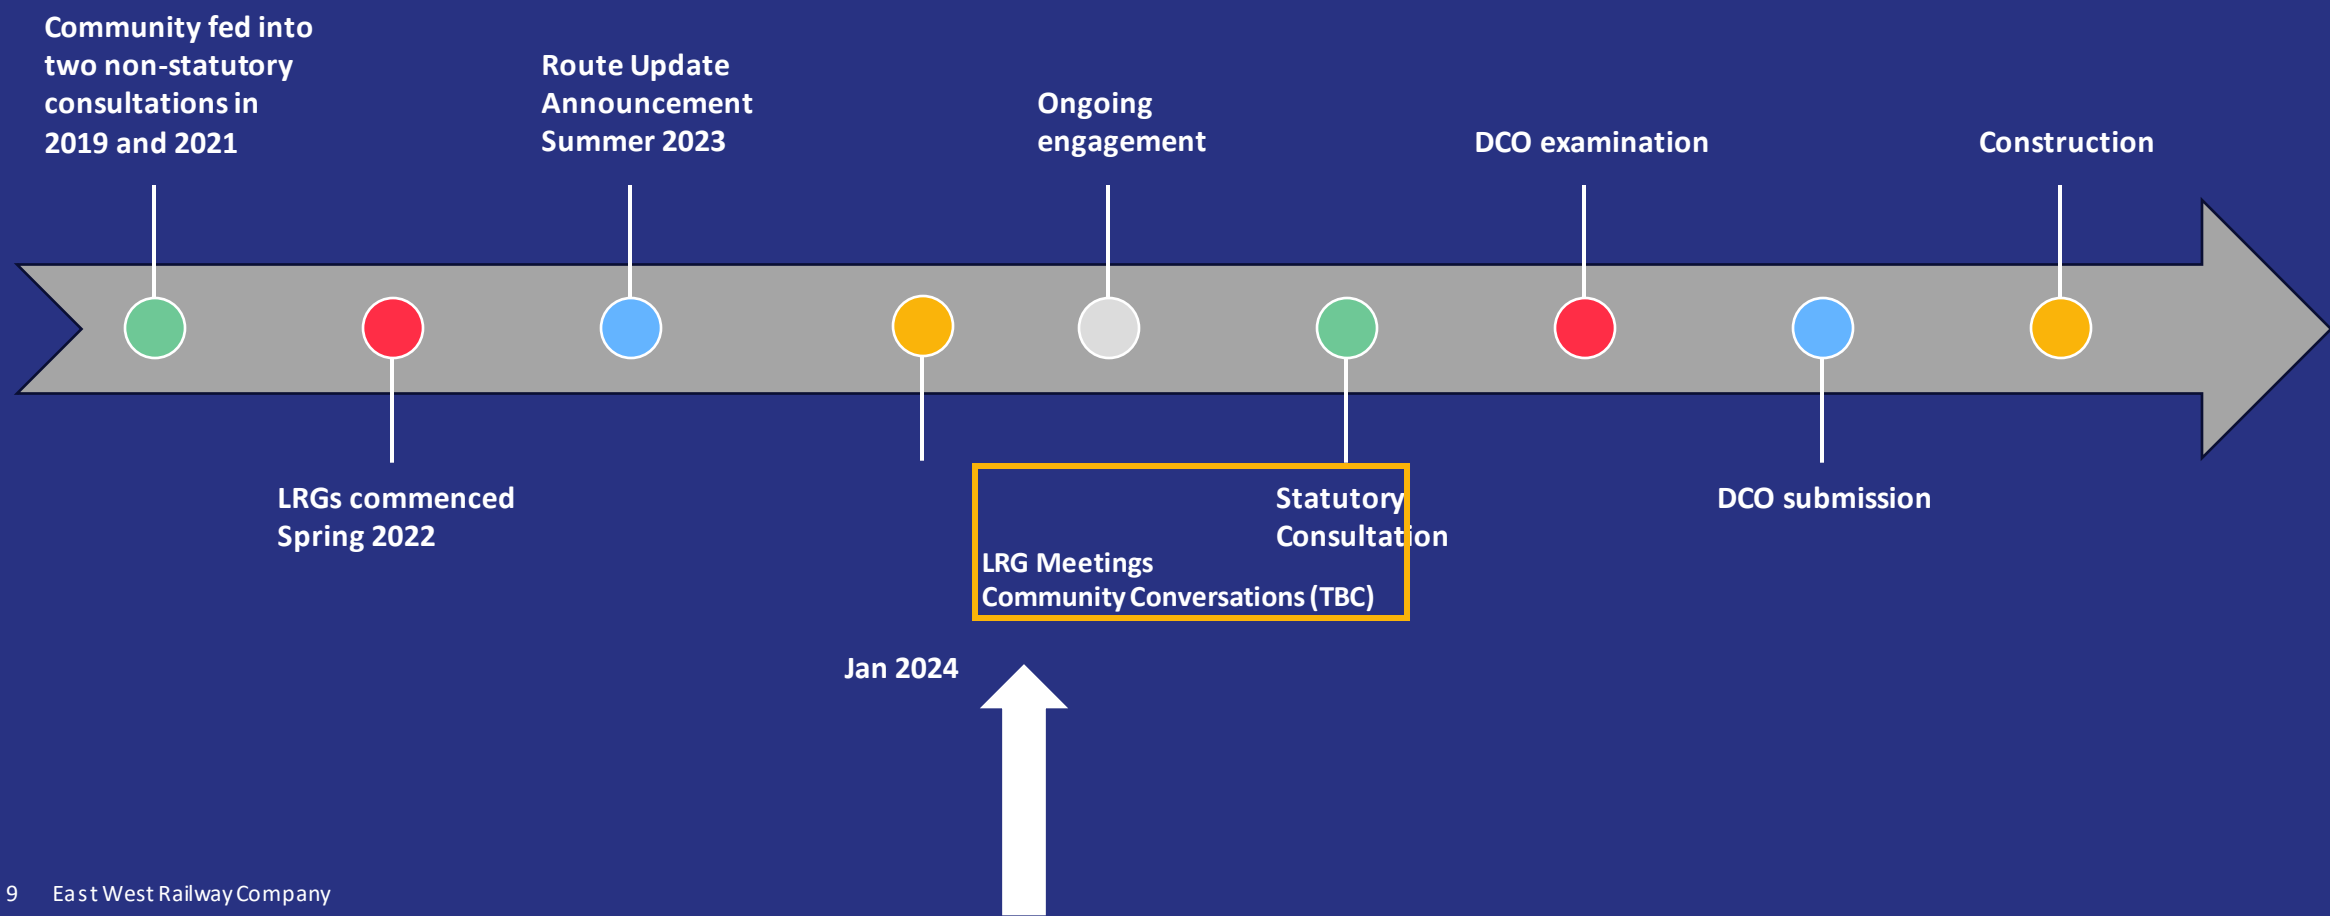 Community fed into
two non-statutory
consultations in
2019 and 2021
Route Update
Announcement
Summer 2023
Ongoing
engagement
DCO examination
Construction
LRGs commenced
Spring 2022
Statutory
Consultation
LRG Meetings
Community Conversations (TBC)
DCO submission
Jan 2024
9 East West Railway Company